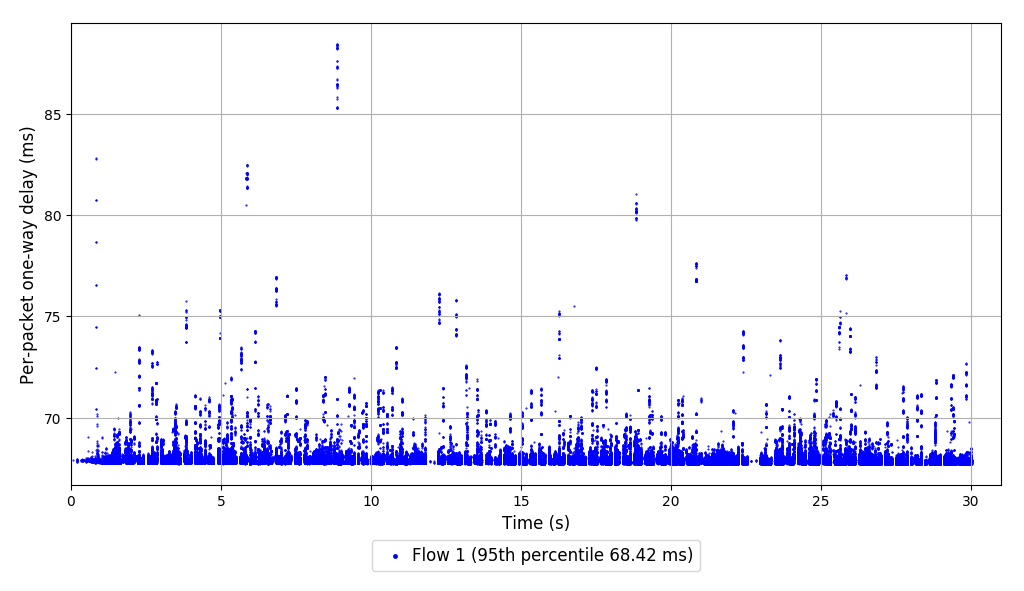 Per-packet one-way delay (ms)
85
80
75
70
0 5 10 15 20 25 30
Time (s)
Flow 1 (95th percentile 68.42 ms)